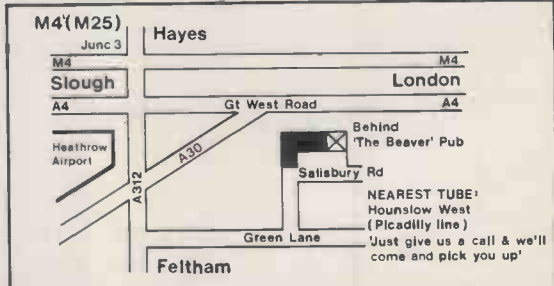 M4 (M25)
Junc 3
Hayes
M4
M4
Slough
London
A4
Gt West Road
A4
Heathrow
Airport
A30
A312
Behind
'The Beaver' Pub
Salisbury Rd
NEAREST TUBE:
Hounslow West
(Picadilly line)
'Just give us a call & we'll
come and pick you up'
Green Lane
Feltham